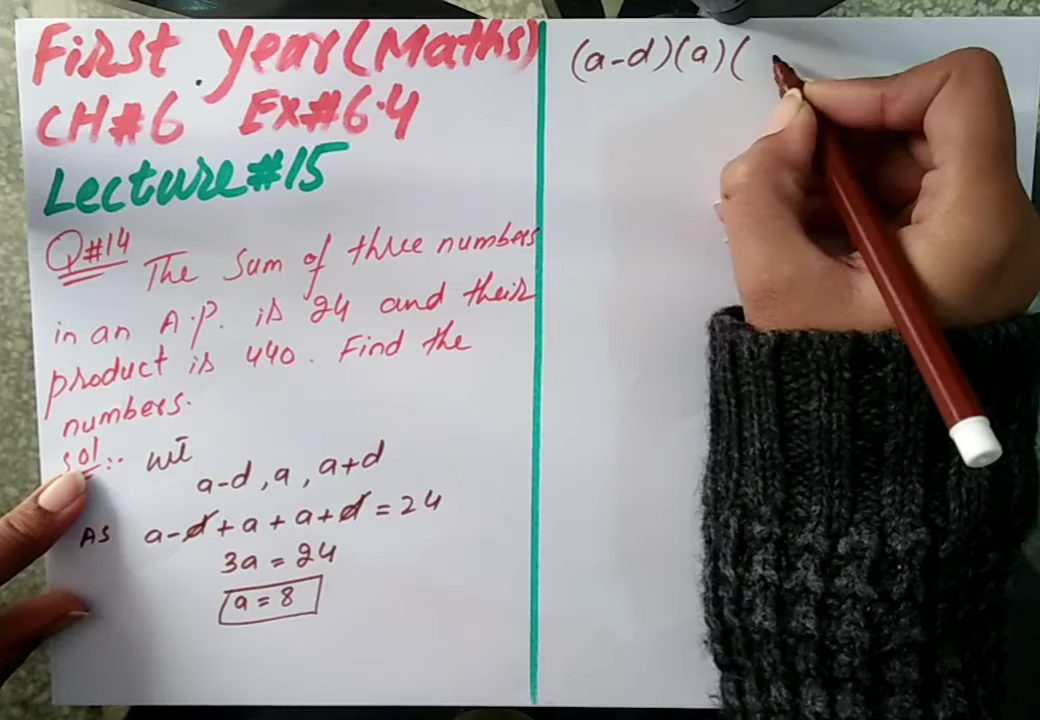 First year (Maths)
CH#6 Ex#6.4
Lecture#15
Q#14 The Sum of three numbers
in an A.P. is 24 and their
product is 440. Find the
numbers.
Sol:-
a-d, a, a+d
As a-d+a+a+d=24
3a=24
a=8
(a-d)(a)(